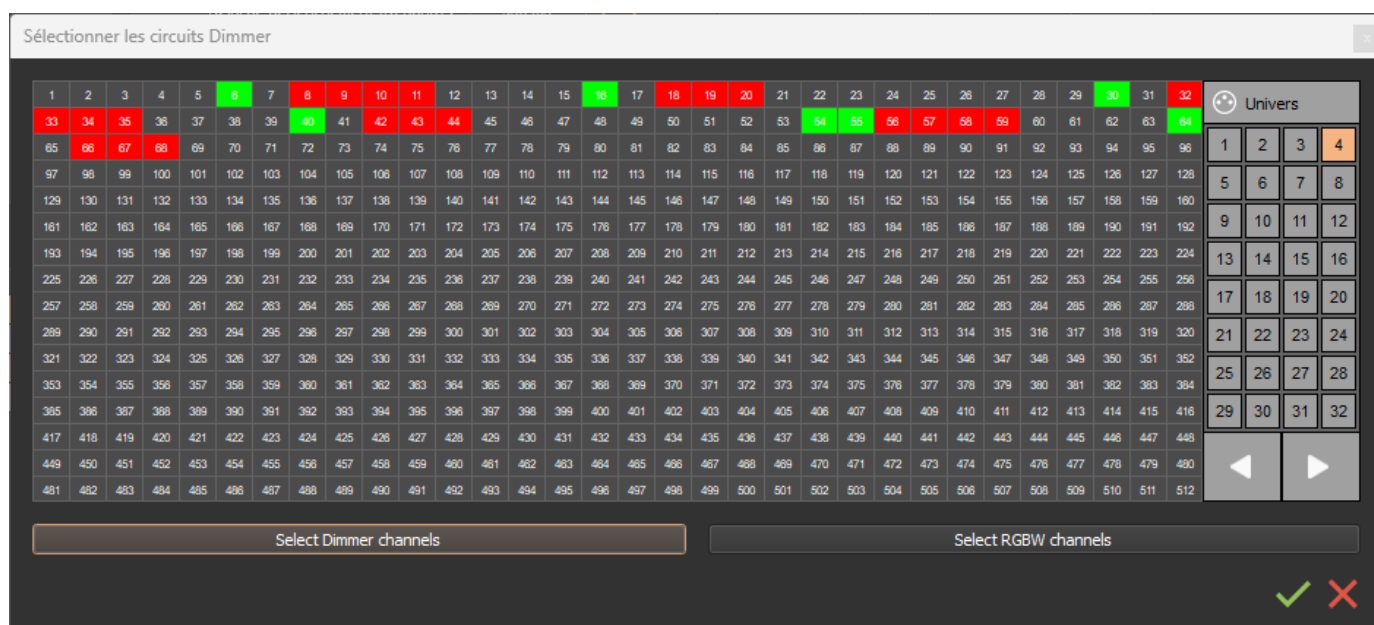 Sélectionner les circuits Dimmer
1 2 3 4 5 6 7 8 9 10 11 12 13 14 15 16 17 18 19 20 21 22 23 24 25 26 27 28 29 30 31 32
33 34 35 36 37 38 39 40 41 42 43 44 45 46 47 48 49 50 51 52 53 54 55 56 57 58 59 60 61 62 63 64
65 66 67 68 69 70 71 72 73 74 75 76 77 78 79 80 81 82 83 84 85 86 87 88 89 90 91 92 93 94 95 96
97 98 99 100 101 102 103 104 105 106 107 108 109 110 111 112 113 114 115 116 117 118 119 120 121 122 123 124 125 126 127 128
129 130 131 132 133 134 135 136 137 138 139 140 141 142 143 144 145 146 147 148 149 150 151 152 153 154 155 156 157 158 159 160
161 162 163 164 165 166 167 168 169 170 171 172 173 174 175 176 177 178 179 180 181 182 183 184 185 186 187 188 189 190 191 192
193 194 195 196 197 198 199 200 201 202 203 204 205 206 207 208 209 210 211 212 213 214 215 216 217 218 219 220 221 222 223 224
225 226 227 228 229 230 231 232 233 234 235 236 237 238 239 240 241 242 243 244 245 246 247 248 249 250 251 252 253 254 255 256
257 258 259 260 261 262 263 264 265 266 267 268 269 270 271 272 273 274 275 276 277 278 279 280 281 282 283 284 285 286 287 288
289 290 291 292 293 294 295 296 297 298 299 300 301 302 303 304 305 306 307 308 309 310 311 312 313 314 315 316 317 318 319 320
321 322 323 324 325 326 327 328 329 330 331 332 333 334 335 336 337 338 339 340 341 342 343 344 345 346 347 348 349 350 351 352
353 354 355 356 357 358 359 360 361 362 363 364 365 366 367 368 369 370 371 372 373 374 375 376 377 378 379 380 381 382 383 384
385 386 387 388 389 390 391 392 393 394 395 396 397 398 399 400 401 402 403 404 405 406 407 408 409 410 411 412 413 414 415 416
417 418 419 420 421 422 423 424 425 426 427 428 429 430 431 432 433 434 435 436 437 438 439 440 441 442 443 444 445 446 447 448
449 450 451 452 453 454 455 456 457 458 459 460 461 462 463 464 465 466 467 468 469 470 471 472 473 474 475 476 477 478 479 480
481 482 483 484 485 486 487 488 489 490 491 492 493 494 495 496 497 498 499 500 501 502 503 504 505 506 507 508 509 510 511 512
Univers
1 2 3 4
5 6 7 8
9 10 11 12
13 14 15 16
17 18 19 20
21 22 23 24
25 26 27 28
29 30 31 32
Select Dimmer channels
Select RGBW channels